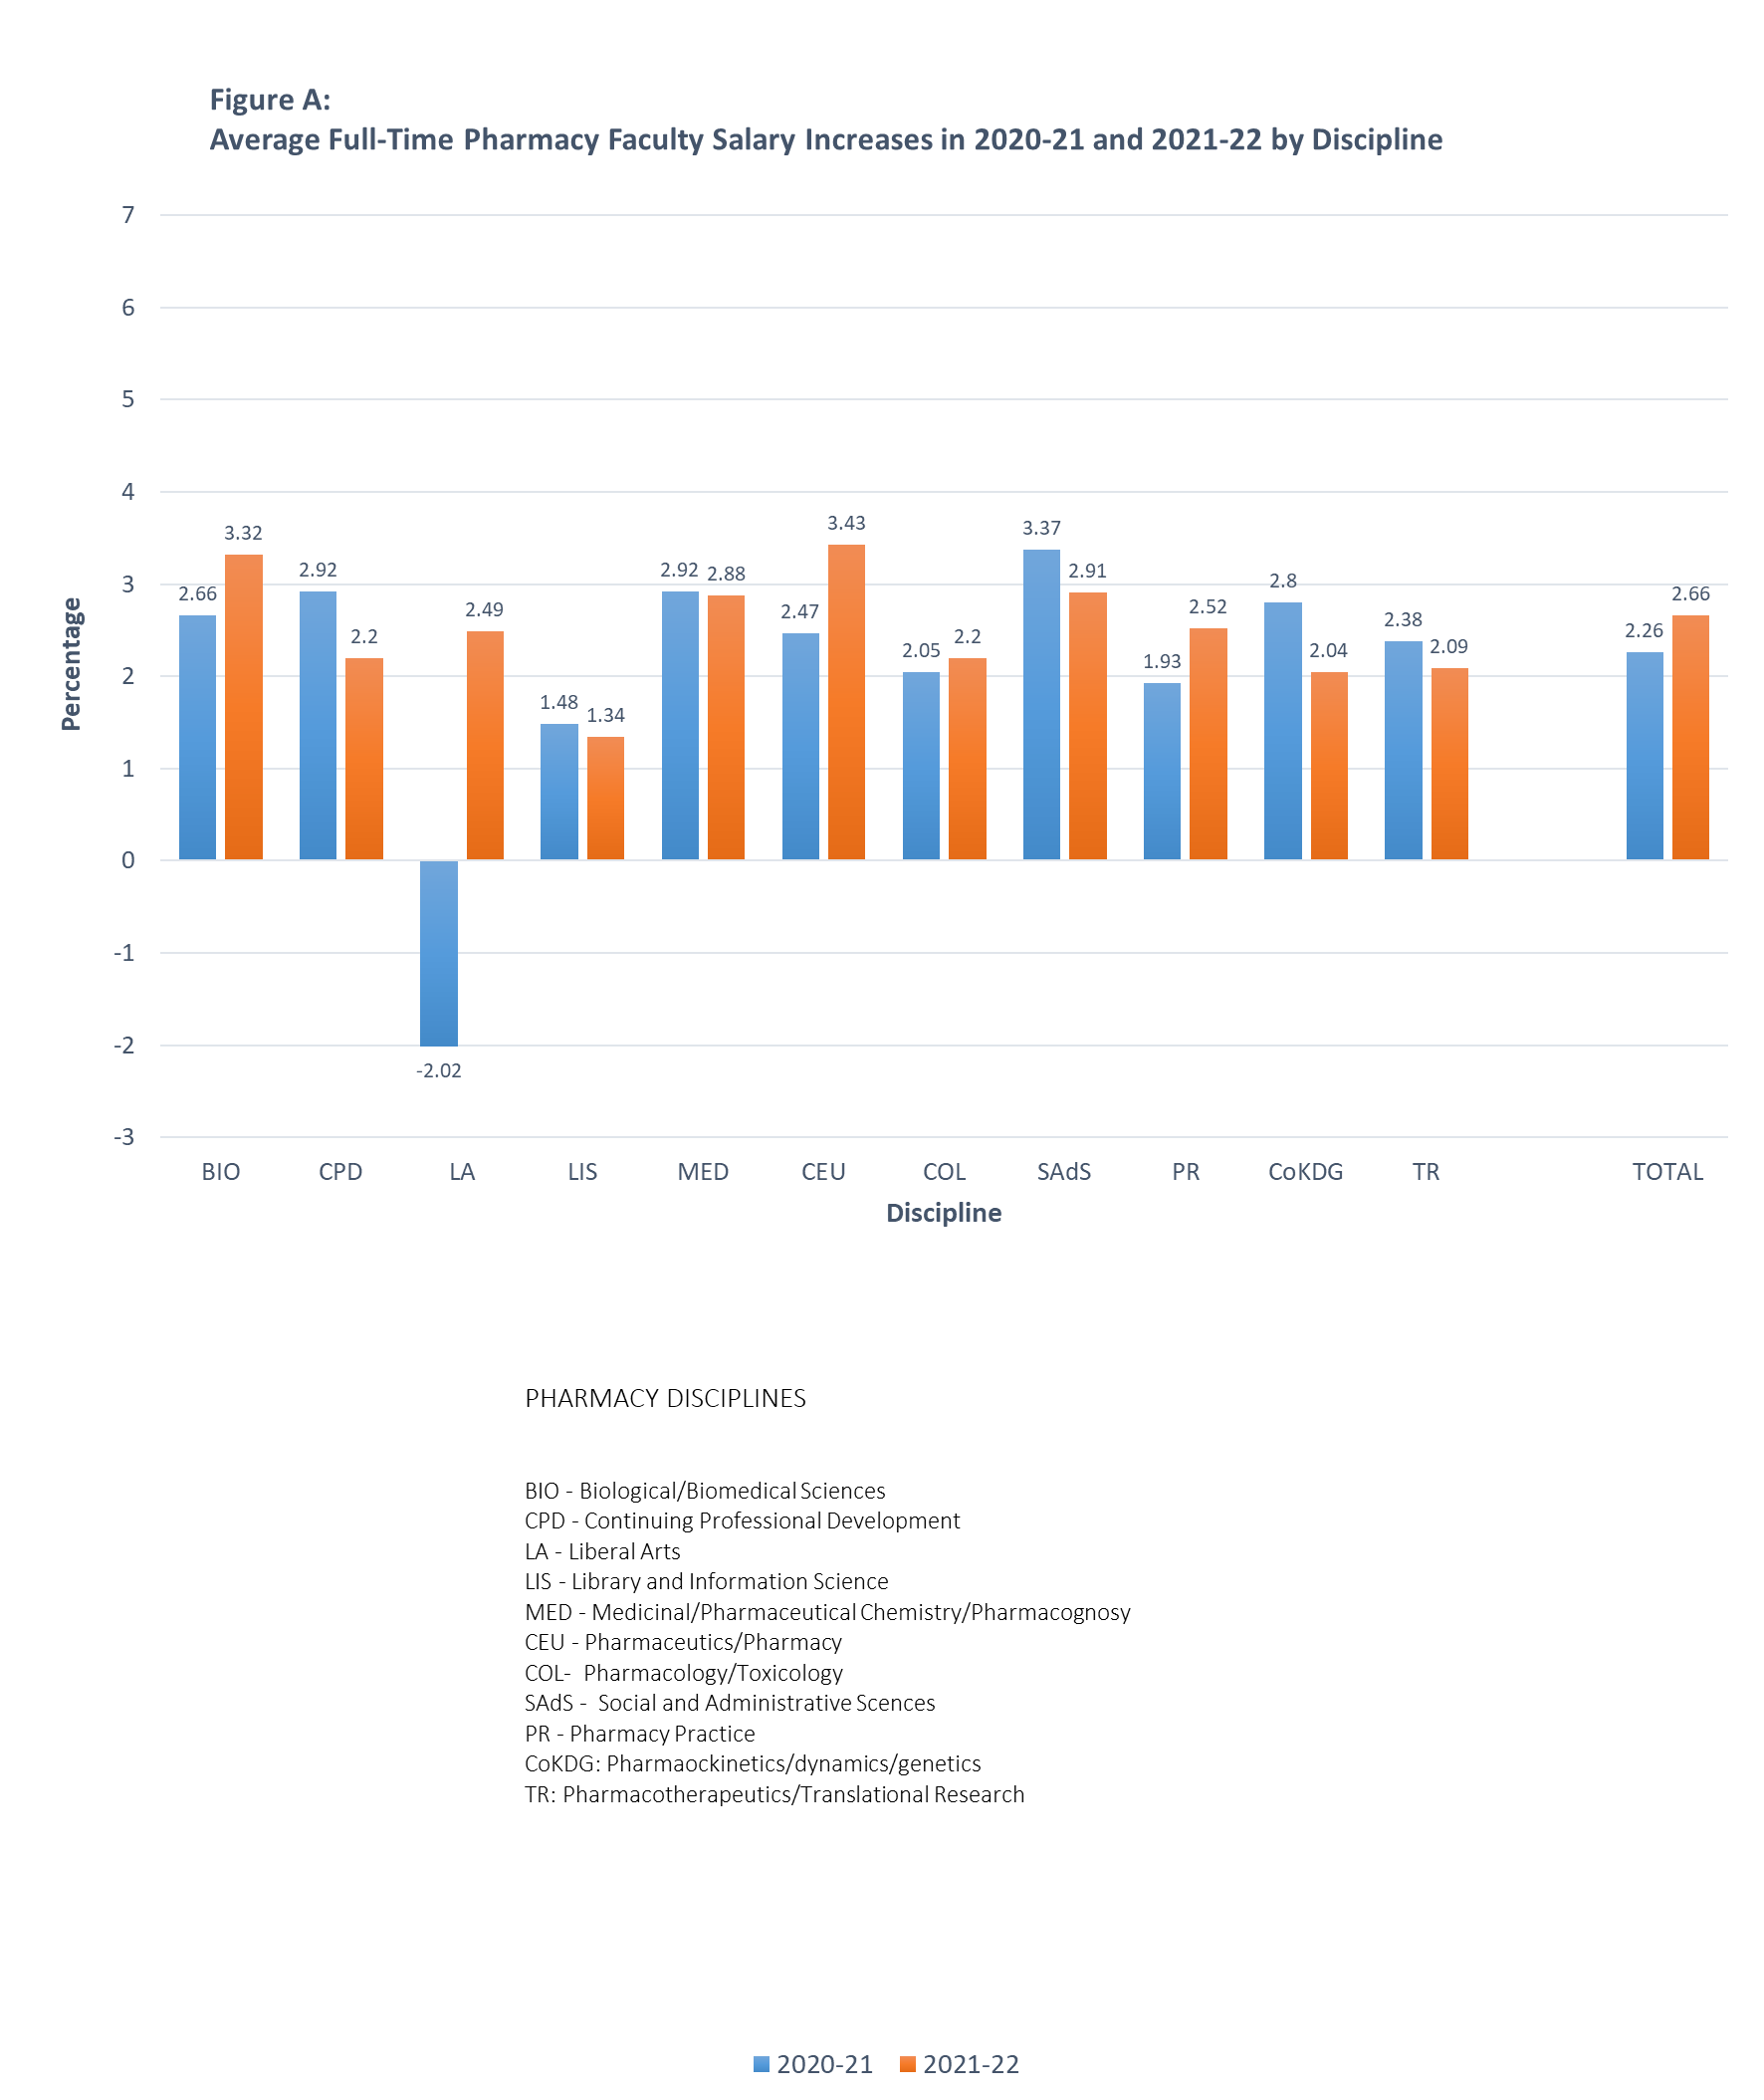 Figure A:
Average Full-Time Pharmacy Faculty Salary Increases in 2020-21 and 2021-22 by Discipline
7
6
5
4
3
2
1
0
-1
-2
-3
Percentage
2.66 3.32
2.92 2.2
-2.02 2.49
1.48 1.34
2.92 2.88
2.47 3.43
2.05 2.2
3.37 2.91
1.93 2.52
2.8 2.04
2.38 2.09
2.26 2.66
BIO CPD LA LIS MED CEU COL SAdS PR CoKDG TR TOTAL
Discipline
PHARMACY DISCIPLINES
BIO - Biological/Biomedical Sciences
CPD - Continuing Professional Development
LA - Liberal Arts
LIS - Library and Information Science
MED - Medicinal/Pharmaceutical Chemistry/Pharmacognosy
CEU - Pharmaceutics/Pharmacy
COL-  Pharmacology/Toxicology
SAdS -  Social and Administrative Scences
PR - Pharmacy Practice
CoKDG: Pharmaockinetics/dynamics/genetics
TR: Pharmacotherapeutics/Translational Research
2020-21 2021-22